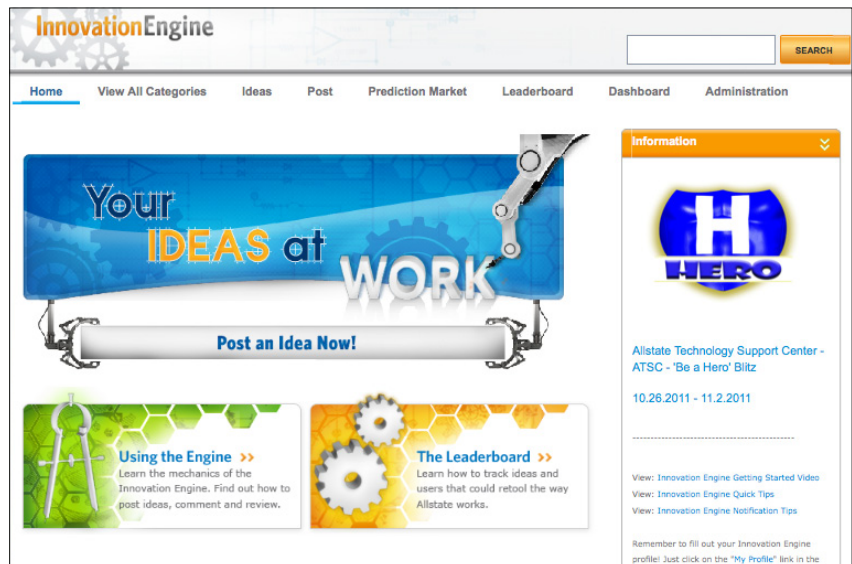 InnovationEngine
SEARCH
Home View All Categories Ideas Post Prediction Market Leaderboard Dashboard Administration
Your
IDEAS at
WORK
Post an Idea Now!
Using the Engine >>
Learn the mechanics of the
Innovation Engine. Find out how to
post ideas, comment and review.
The Leaderboard >>
Learn how to track ideas and
users that could retool the way
Allstate works.
Information
H
HERO
Allstate Technology Support Center -
ATSC - 'Be a Hero' Blitz
10.26.2011 - 11.2.2011
---------------------------------------------
View: Innovation Engine Getting Started Video
View: Innovation Engine Quick Tips
View: Innovation Engine Notification Tips
Remember to fill out your Innovation Engine
profile! Just click on the "My Profile" link in the